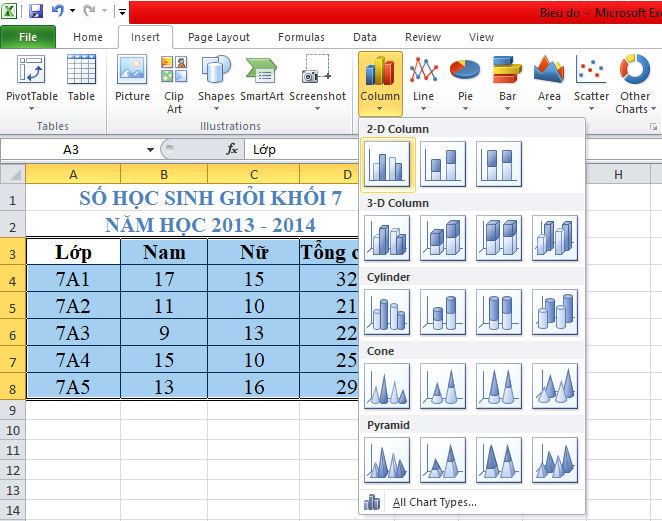 Bieu do - Microsoft Exc
File Home Insert Page Layout Formulas Data Review View
PivotTable Table Picture Clip Art Shapes SmartArt Screenshot Column Line Pie Bar Area Scatter Other Charts
Tables Illustrations
A3 fx Lớp
2-D Column
3-D Column
Cylinder
Cone
Pyramid
All Chart Types...
A B C D H
1 SỐ HỌC SINH GIỎI KHỐI 7
2 NĂM HỌC 2013 - 2014
3 Lớp Nam Nữ Tổng c
4 7A1 17 15 32
5 7A2 11 10 21
6 7A3 9 13 22
7 7A4 15 10 25
8 7A5 13 16 29
9
10
11
12
13
14